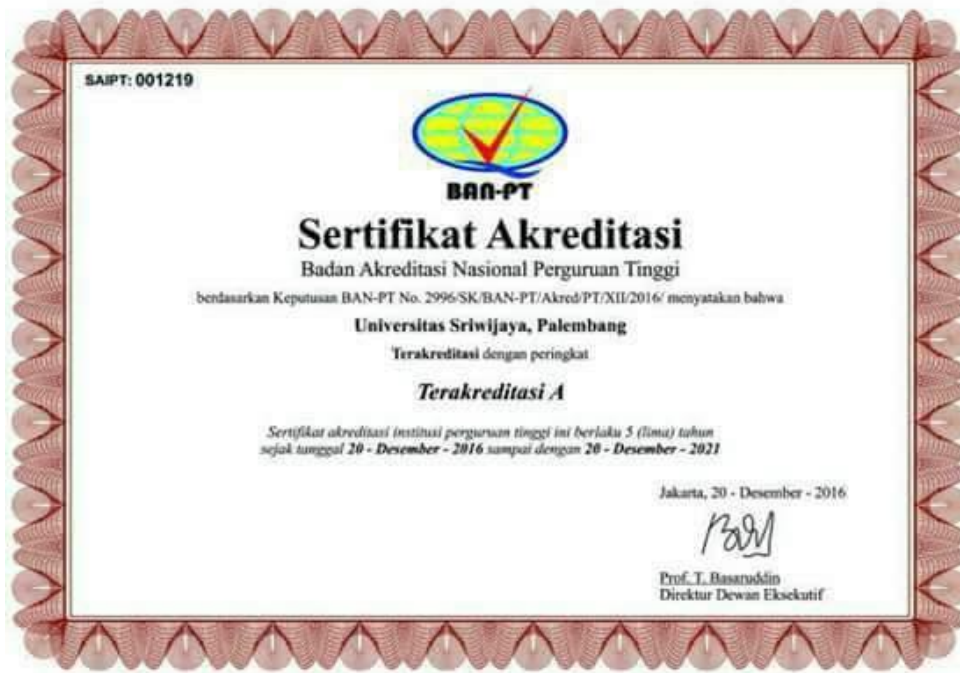 SAIPT: 001219
BAN-PT
Sertifikat Akreditasi
Badan Akreditasi Nasional Perguruan Tinggi
berdasarkan Keputusan BAN-PT No. 2996/SK/BAN-PT/Akred/PT/XII/2016/ menyatakan bahwa
Universitas Sriwijaya, Palembang
Terakreditasi dengan peringkat
Terakreditasi A
Sertifikat akreditasi institusi perguruan tinggi ini berlaku 5 (lima) tahun
sejak tanggal 20 - Desember - 2016 sampai dengan 20 - Desember - 2021
Jakarta, 20 - Desember - 2016
Prof. T. Basaruddin
Direktur Dewan Eksekutif